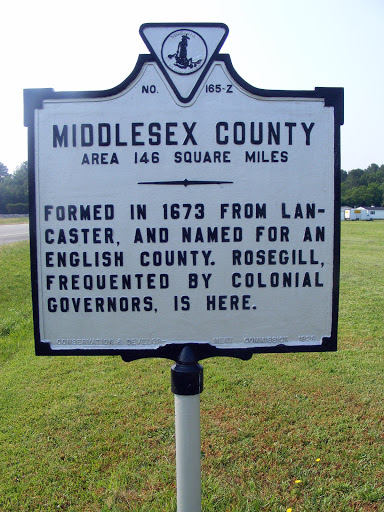 NO. 165-Z
MIDDLESEX COUNTY
AREA 146 SQUARE MILES
FORMED IN 1673 FROM LAN-
CASTER, AND NAMED FOR AN
ENGLISH COUNTY. ROSEGILL,
FREQUENTED BY COLONIAL
GOVERNORS, IS HERE.
CONSERVATION & DEVELOPMENT COMMISSION